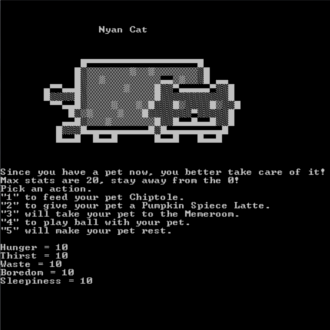 Nyan Cat
Since you have a pet now, you better take care of it!
Max stats are 20, stay away from the 0!
Pick an action.
"1" to feed your pet Chiptole.
"2" to give your pet a Pumpkin Spiece Latte.
"3" will take your pet to the Memeroom.
"4" to play ball with your pet.
"5" will make your pet rest.
Hunger = 10
Thirst = 10
Waste = 10
Boredom = 10
Sleepiness = 10